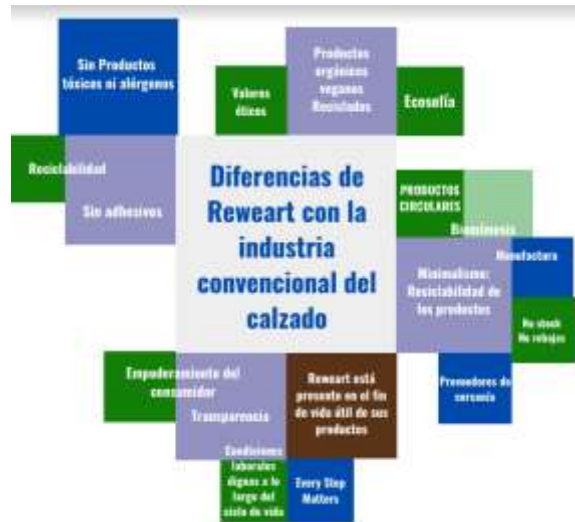 Sin Productos
tóxicos ni alérgenos
Valores
éticos
Productos
orgánicos
veganos
Reciclados
Ecosofía
Reciclabilidad
Sin adhesivos
Diferencias de
Reweart con la
industria
convencional del
calzado
PRODUCTOS
CIRCULARES
Biomímesis
Manufactura
Minimalismo:
Reciclabilidad de
los productos
No stock
No rebajas
Proveedores de
cercanía
Empoderamiento del
consumidor
Transparencia
Reweart está
presente en el fin
de vida útil de sus
productos
Condiciones
laborales
dignas a lo
largo del
ciclo de vida
Every Step
Matters